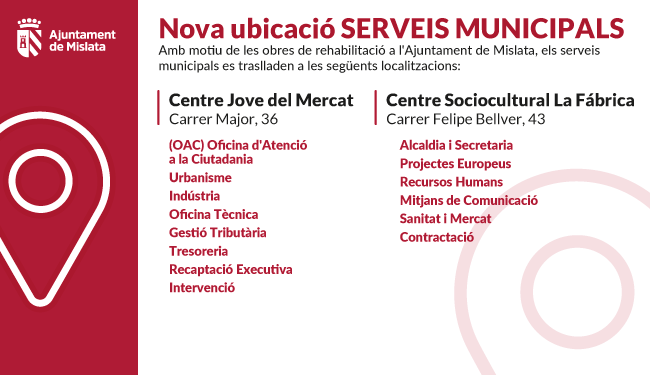 Ajuntament
de Mislata
Nova ubicació SERVEIS MUNICIPALS
Amb motiu de les obres de rehabilitació a l'Ajuntament de Mislata, els serveis
municipals es traslladen a les següents localitzacions:
Centre Jove del Mercat
Carrer Major, 36
(OAC) Oficina d'Atenció
a la Ciutadania
Urbanisme
Indústria
Oficina Tècnica
Gestió Tributària
Tresoreria
Recaptació Executiva
Intervenció
Centre Sociocultural La Fábrica
Carrer Felipe Bellver, 43
Alcaldia i Secretaria
Projectes Europeus
Recursos Humans
Mitjans de Comunicació
Sanitat i Mercat
Contractació